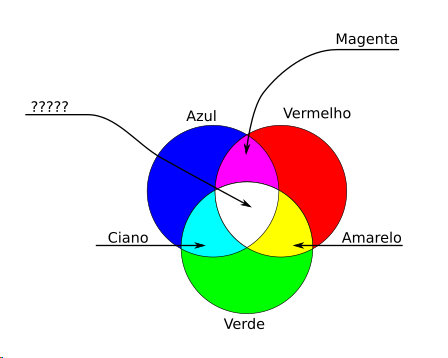 Magenta
?????
Azul
Vermelho
Ciano
Amarelo
Verde